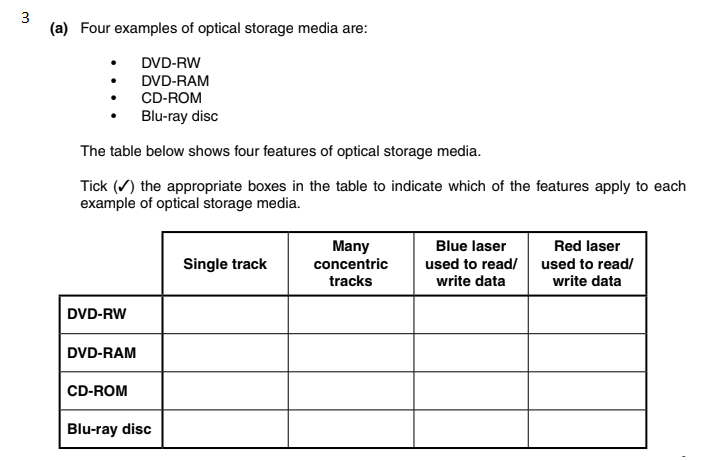 3
(a) Four examples of optical storage media are:
• DVD-RW
• DVD-RAM
• CD-ROM
• Blu-ray disc
The table below shows four features of optical storage media.
Tick (✓) the appropriate boxes in the table to indicate which of the features apply to each
example of optical storage media.
Single track
Many
concentric
tracks
Blue laser
used to read/
write data
Red laser
used to read/
write data
DVD-RW
DVD-RAM
CD-ROM
Blu-ray disc